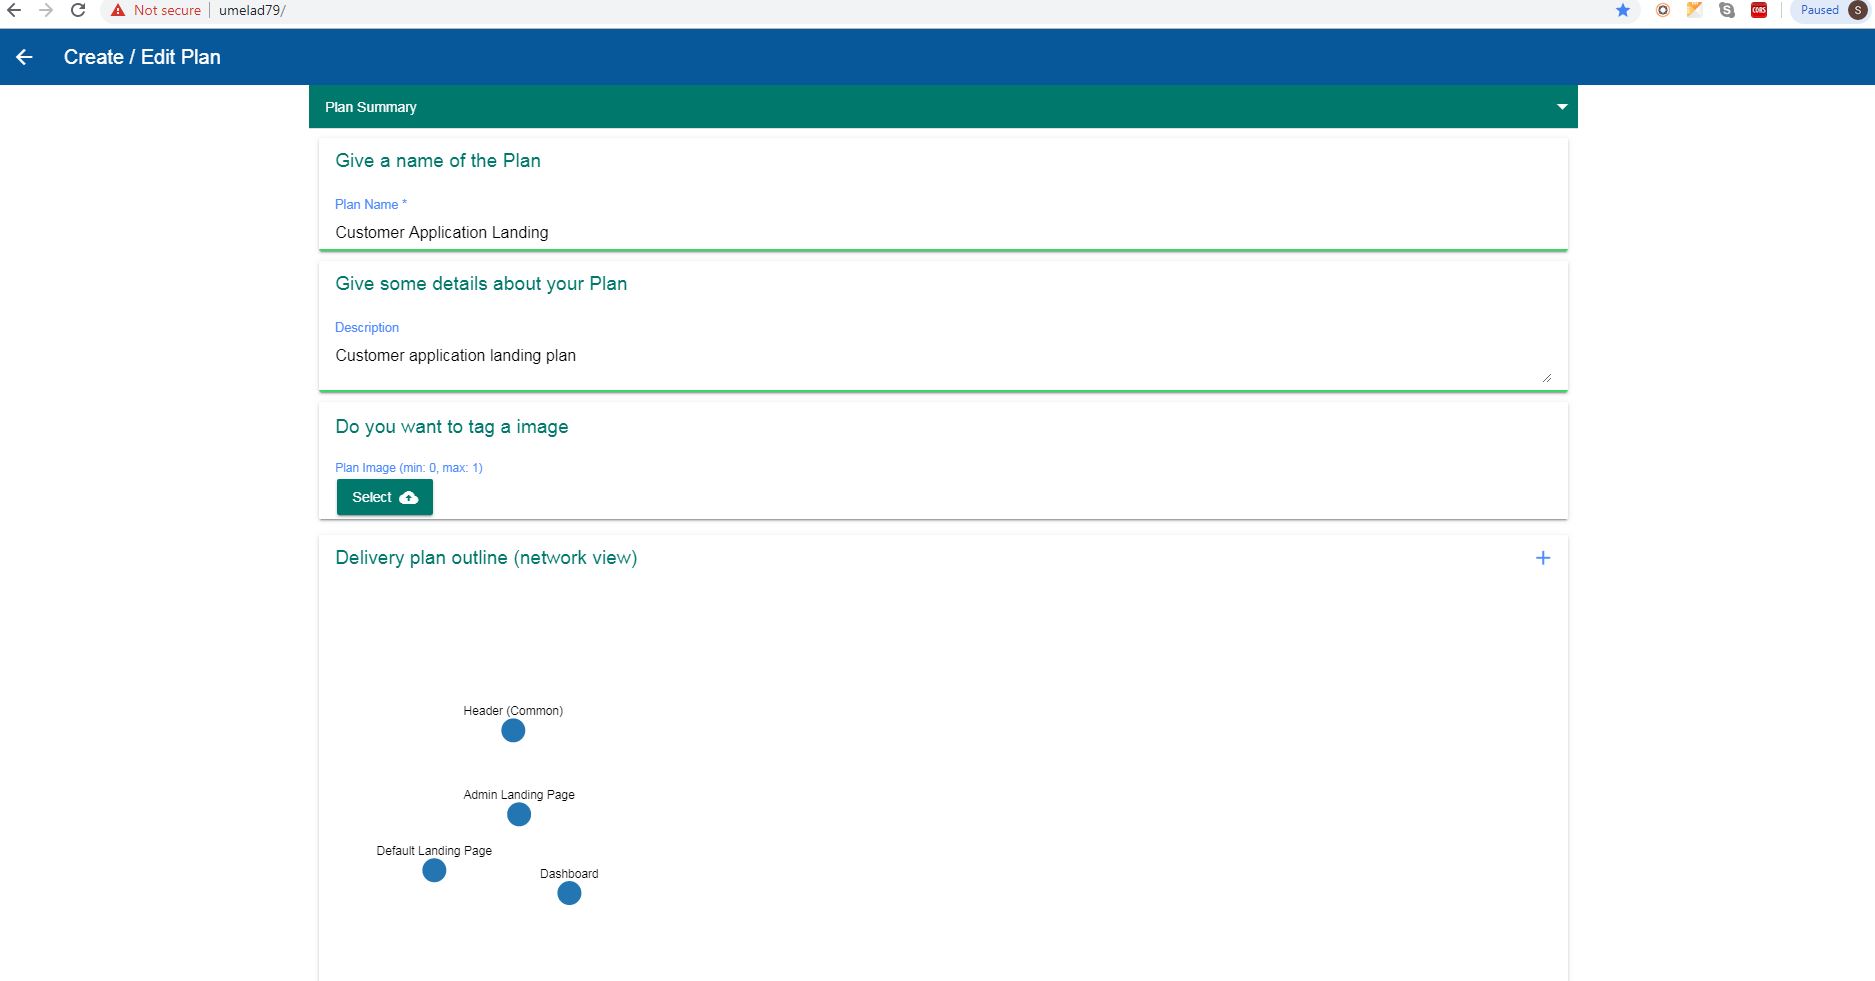 Not secure umelad79/ S CORS Paused S
Create / Edit Plan
Plan Summary
Give a name of the Plan
Plan Name *
Customer Application Landing
Give some details about your Plan
Description
Customer application landing plan
Do you want to tag a image
Plan Image (min: 0, max: 1)
Select
Delivery plan outline (network view)
Header (Common)
Admin Landing Page
Default Landing Page
Dashboard